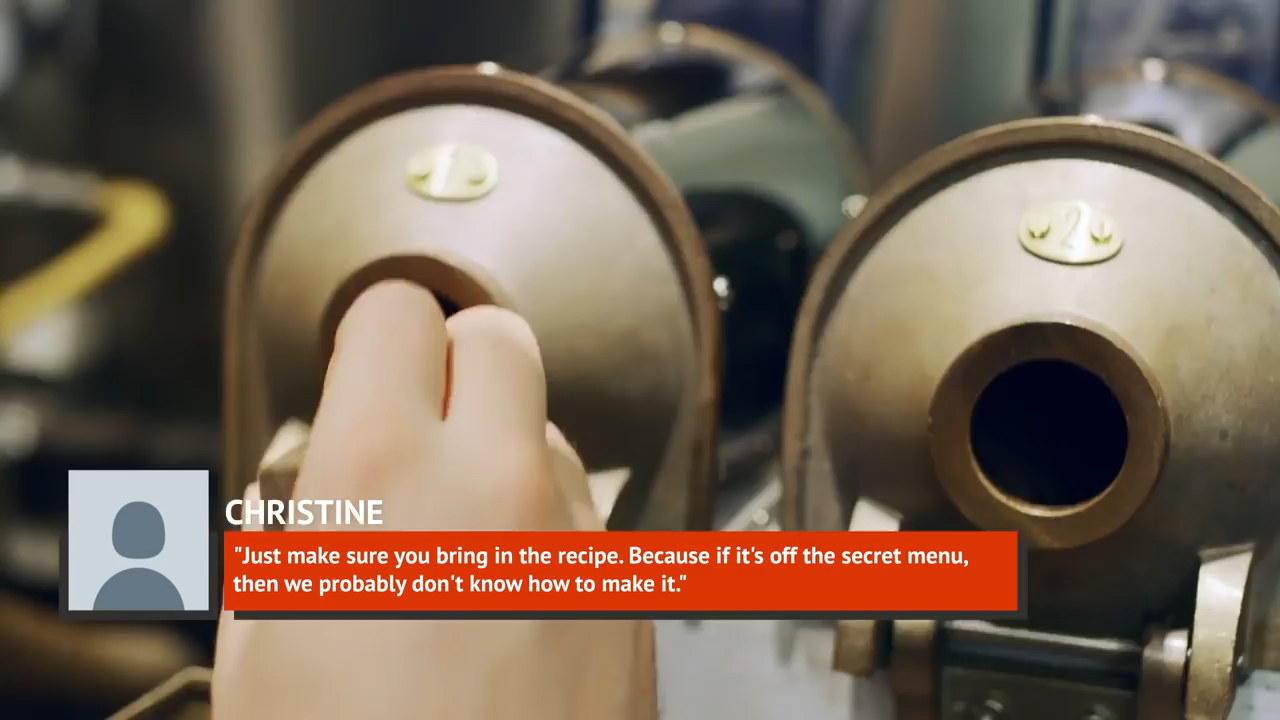 1
2
CHRISTINE
"Just make sure you bring in the recipe. Because if it's off the secret menu,
then we probably don't know how to make it."